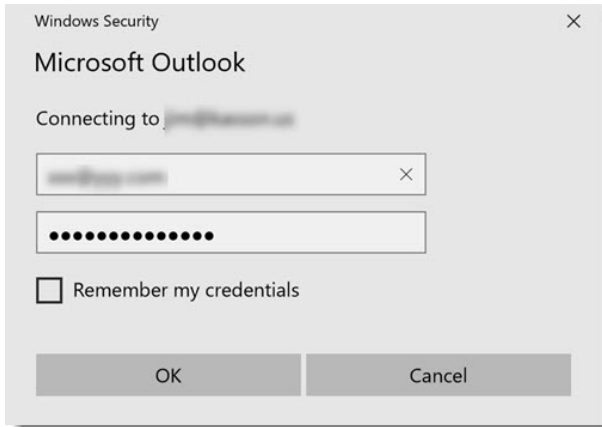 Windows Security
Microsoft Outlook
Connecting to
Remember my credentials
OK
Cancel